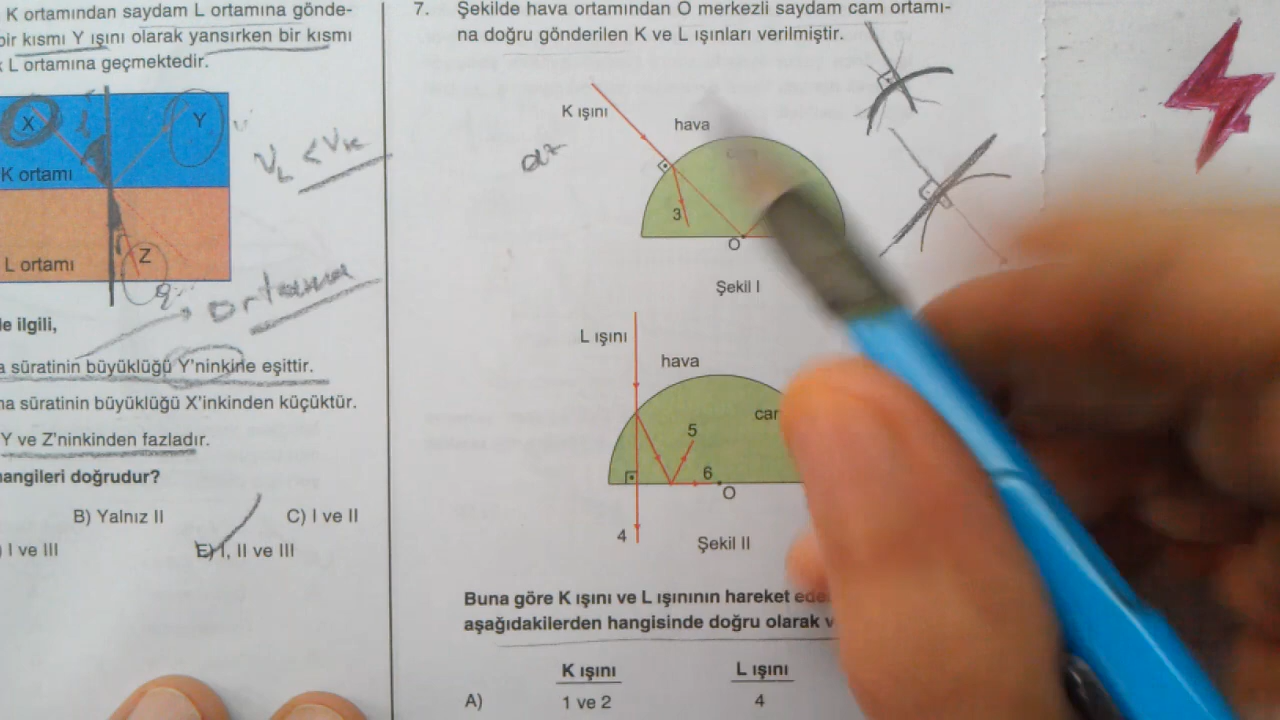 K ortamından saydam L ortamına gönde-
bir kısmı Y ışını olarak yansırken bir kısmı
L ortamına geçmektedir.
X
Y
K ortamı
Z
L ortamı
V_L < V_K
ortama
ilgili,
süratinin büyüklüğü Y'ninkine eşittir.
süratinin büyüklüğü X'inkinden küçüktür.
Y ve Z'ninkinden fazladır.
hangileri doğrudur?
B) Yalnız II
C) I ve II
I ve III
E) I, II ve III
7. Şekilde hava ortamından O merkezli saydam cam ortamı-
na doğru gönderilen K ve L ışınları verilmiştir.
K ışını
hava
3
O
Şekil I
L ışını
hava
5
6
O
4
Şekil II
Buna göre K ışını ve L ışınının hareket
aşağıdakilerden hangisinde doğru olarak
K ışını
L ışını
A)
1 ve 2
4